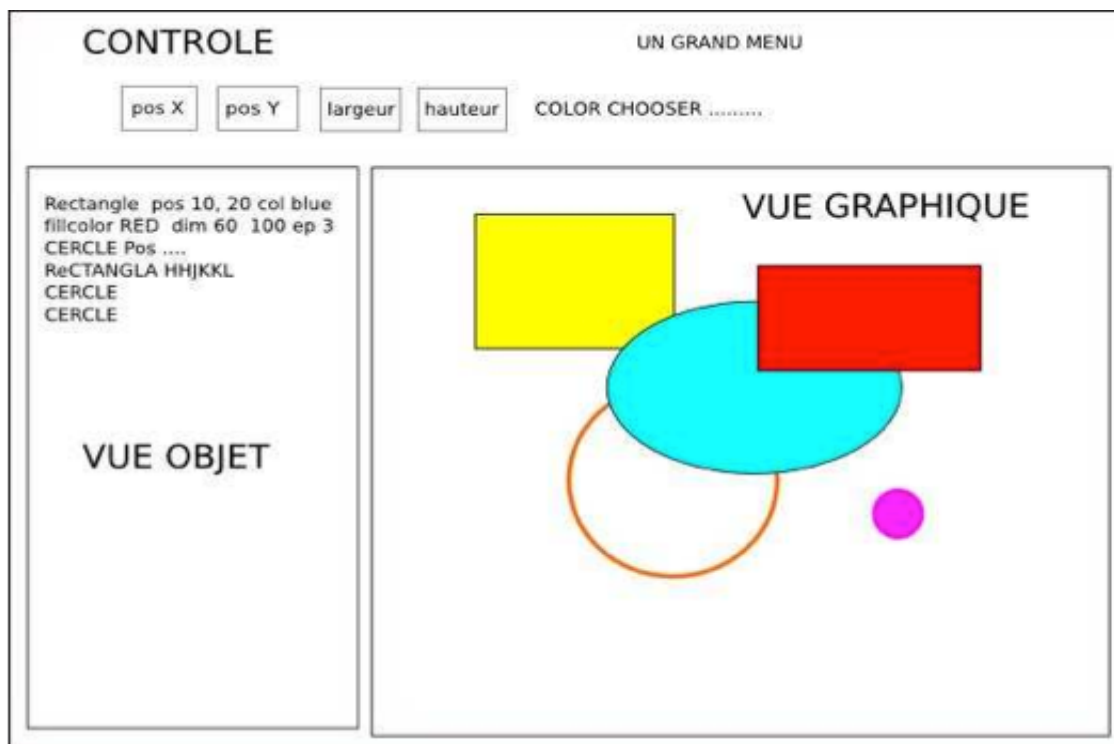 CONTROLE
UN GRAND MENU
pos X
pos Y
largeur
hauteur
COLOR CHOOSER .........
Rectangle pos 10, 20 col blue
fillcolor RED dim 60 100 ep 3
CERCLE Pos ....
ReCTANGLA HHJKKL
CERCLE
CERCLE
VUE OBJET
VUE GRAPHIQUE